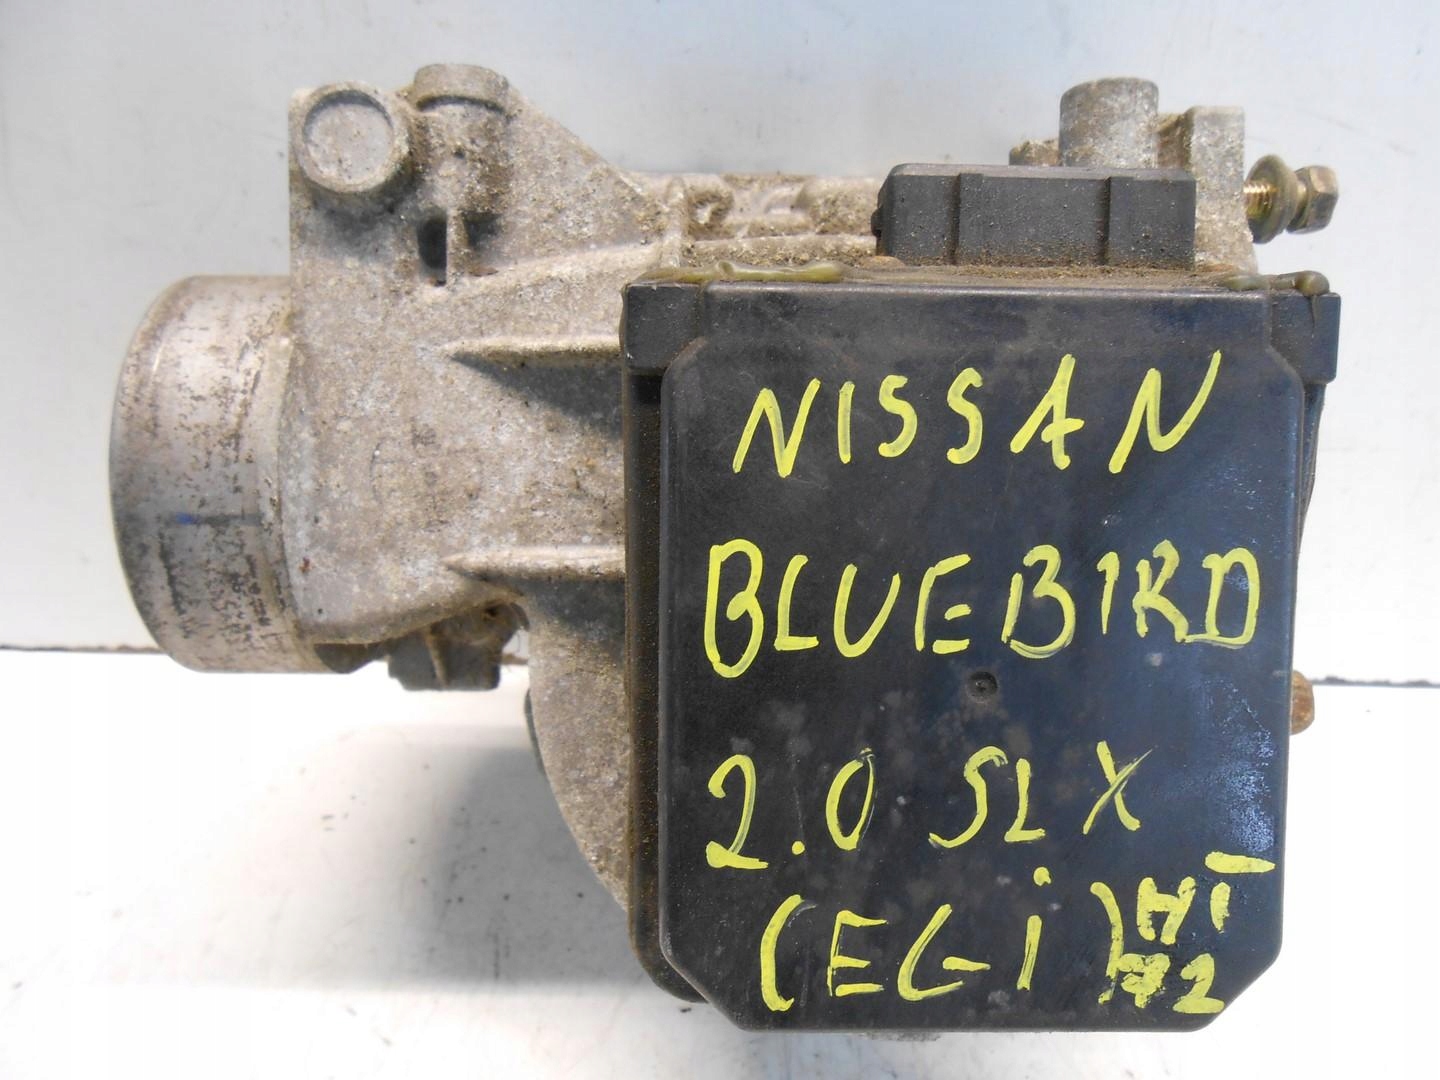 NISSAN
BLUEBIRD
2.0 SLX
(EGi)